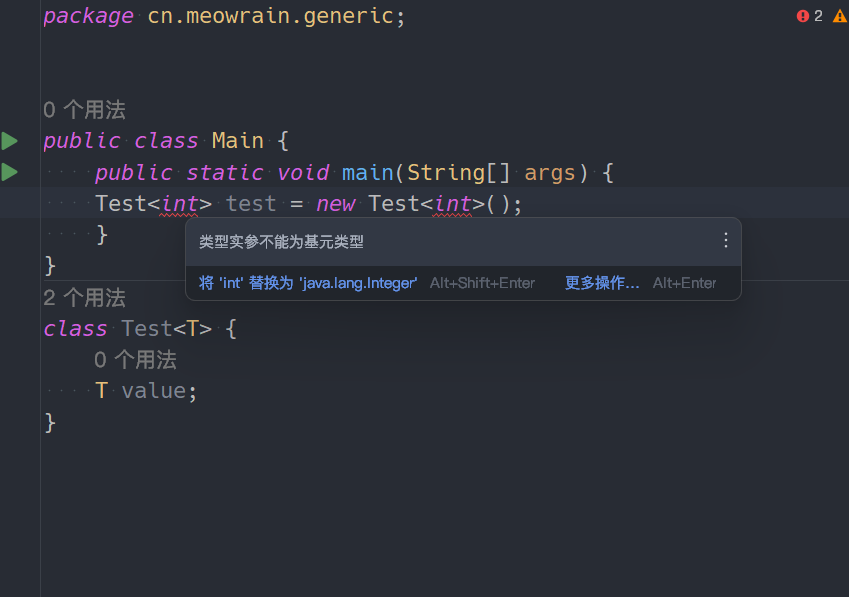 package cn.meowrain.generic;
2
0 个用法
public class Main {
public static void main(String[] args) {
Test<int> test = new Test<int>();
}
类型实参不能为基元类型
将 'int' 替换为 'java.lang.Integer' Alt+Shift+Enter 更多操作... Alt+Enter
}
2 个用法
class Test<T> {
0 个用法
T value;
}